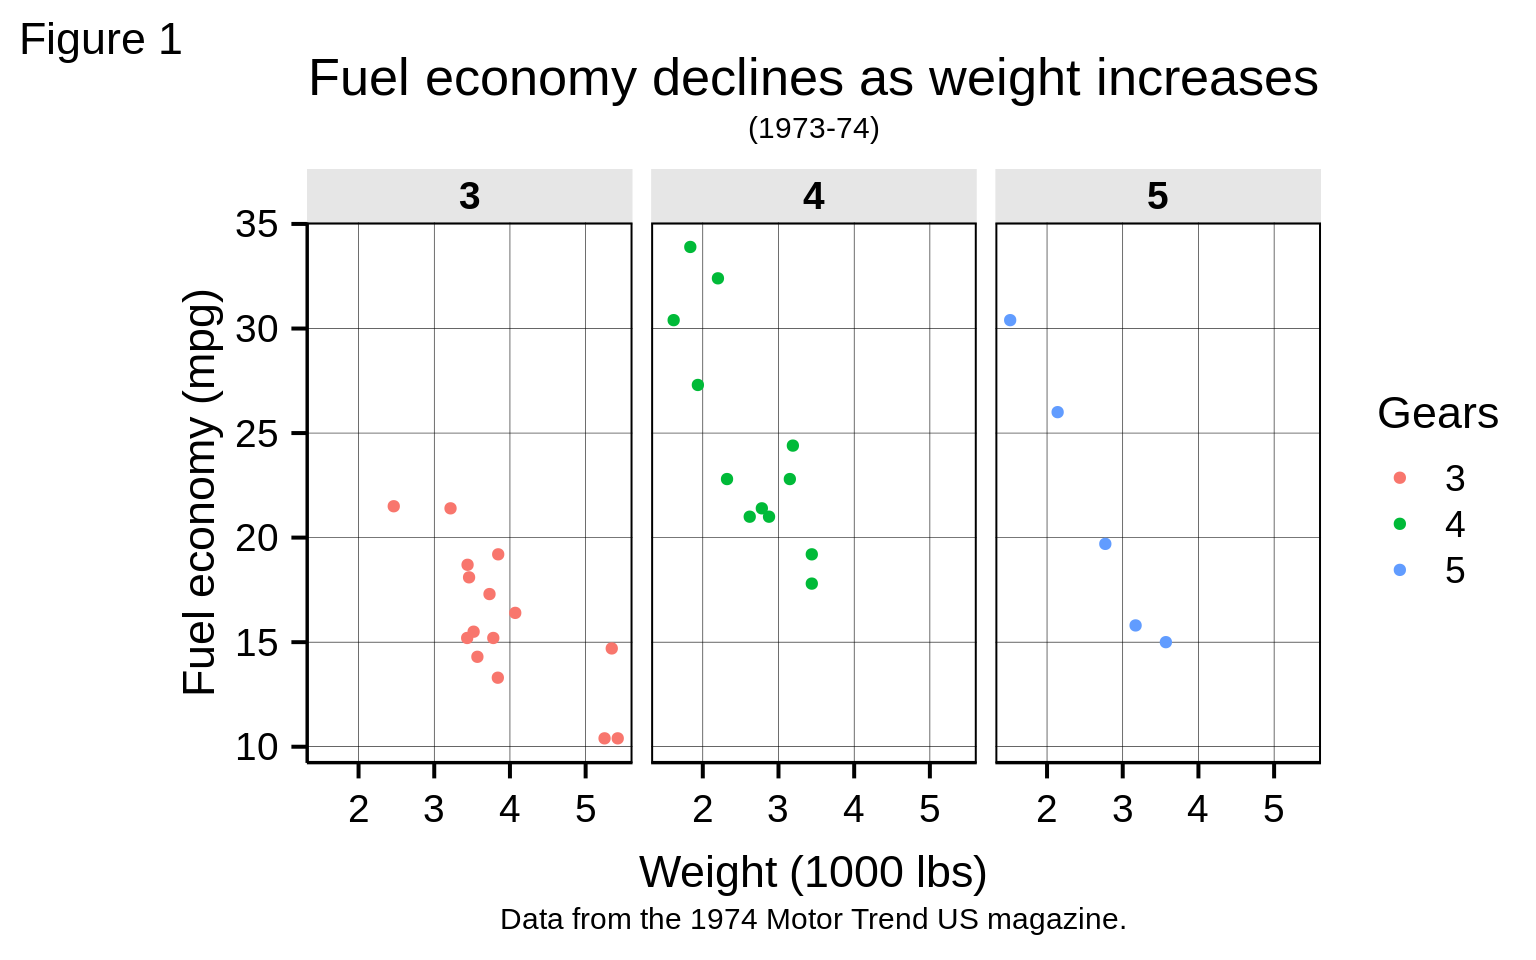 Figure 1
Fuel economy declines as weight increases
(1973-74)
3 4 5
Fuel economy (mpg)
35
30
25
20
15
10
2 3 4 5 2 3 4 5 2 3 4 5
Weight (1000 lbs)
Data from the 1974 Motor Trend US magazine.
Gears
3
4
5